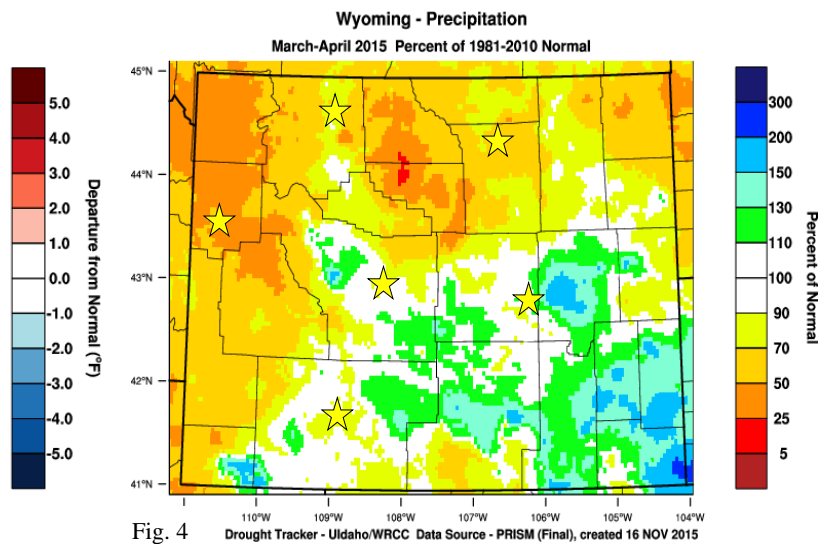 Wyoming - Precipitation
March-April 2015 Percent of 1981-2010 Normal
5.0
4.0
3.0
2.0
1.0
0.0
-1.0
-2.0
-3.0
-4.0
-5.0
Departure from Normal (°F)
45°N
44°N
43°N
42°N
41°N
110°W
109°W
108°W
107°W
106°W
105°W
104°W
300
200
150
130
110
100
90
70
50
25
5
Percent of Normal
Fig. 4
Drought Tracker - UIdaho/WRCC Data Source - PRISM (Final), created 16 NOV 2015